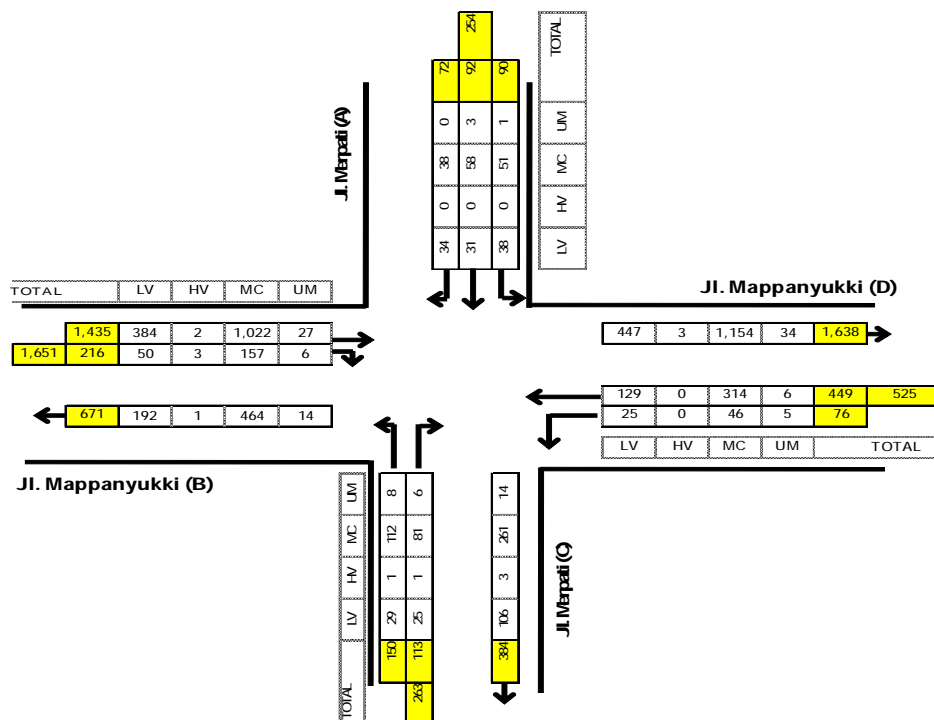 254
72 92 90
0 3 1
38 58 51
0 0 0
34 31 38
TOTAL
UM
MC
HV
LV
Jl. Merpati (A)
TOTAL LV HV MC UM
1,435 384 2 1,022 27
1,651 216 50 3 157 6
671 192 1 464 14
Jl. Mappanyukki (B)
Jl. Mappanyukki (D)
447 3 1,154 34 1,638
129 0 314 6 449 525
25 0 46 5 76
LV HV MC UM TOTAL
UM 8 6 14
MC 112 81 261
HV 1 1 3
LV 29 25 106
TOTAL 150 113 384
263
Jl. Merpati (C)